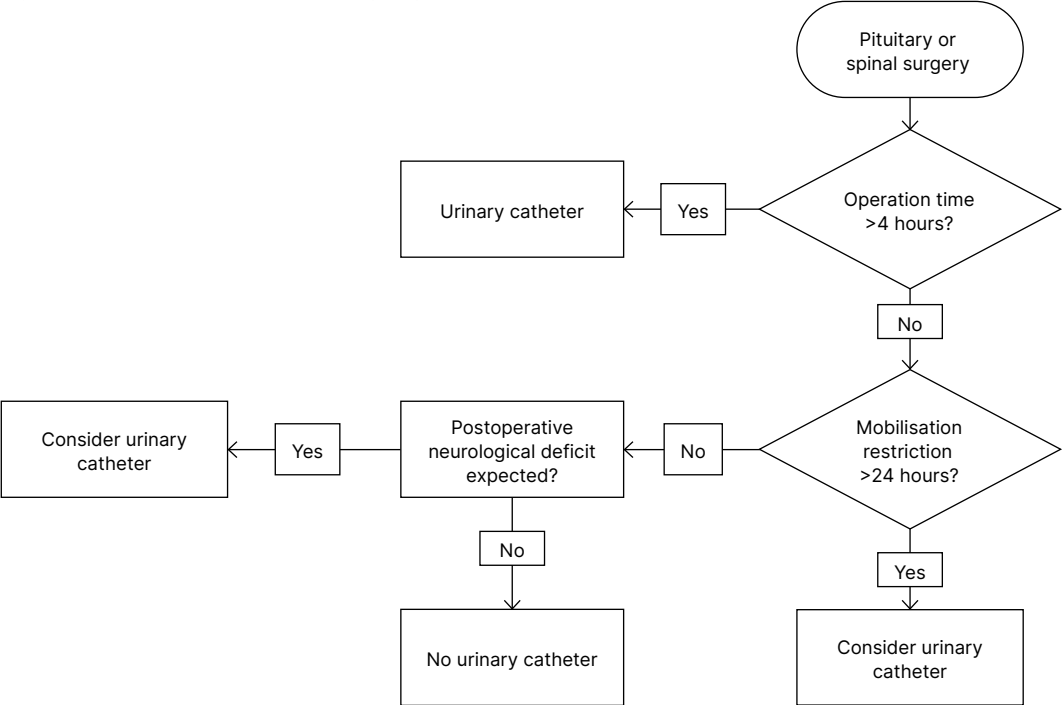 Pituitary or
spinal surgery
Operation time
>4 hours?
Yes
Urinary catheter
No
Mobilisation
restriction
>24 hours?
No
Postoperative
neurological deficit
expected?
Yes
Consider urinary
catheter
No
No urinary catheter
Yes
Consider urinary
catheter